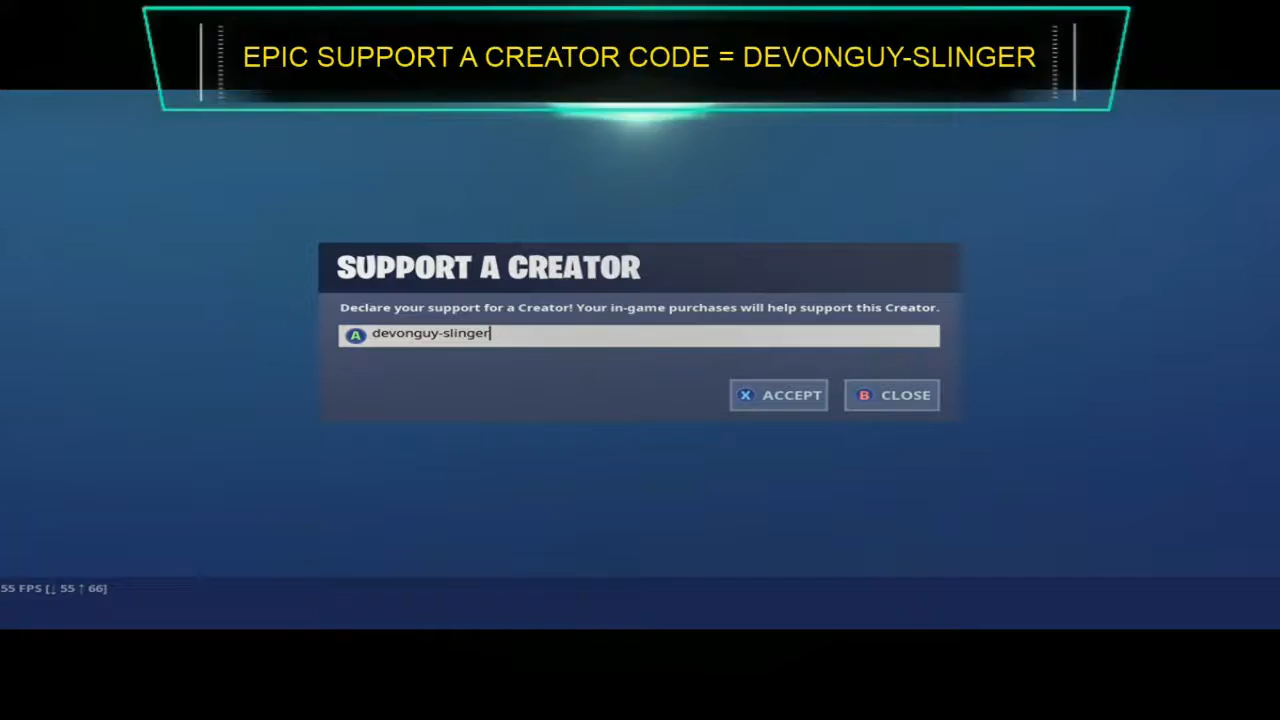 EPIC SUPPORT A CREATOR CODE = DEVONGUY-SLINGER
SUPPORT A CREATOR
Declare your support for a Creator! Your in-game purchases will help support this Creator.
A devonguy-slinger
X ACCEPT B CLOSE
55 FPS [↓ 55 ↑ 66]